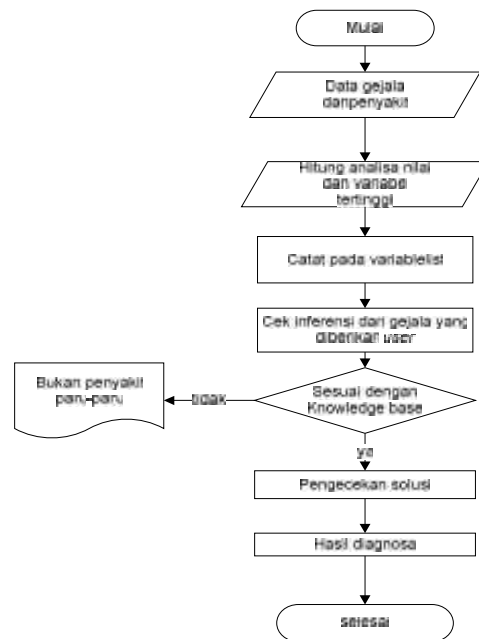 Mulai
Data gejala
danpenyakit
Hitung analisa nilai
dan variabel
tertinggi
Catat pada variablelist
Cek inferensi dari gejala yang
diberikan user
Sesuai dengan
Knowledge base
tidak
Bukan penyakit
paru-paru
ya
Pengecekan solusi
Hasil diagnosa
selesai